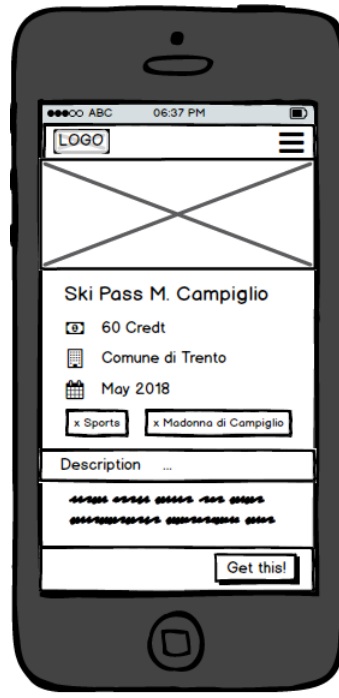 ABC 06:37 PM
LOGO
Ski Pass M. Campiglio
60 Credt
Comune di Trento
May 2018
x Sports x Madonna di Campiglio
Description ...
Get this!